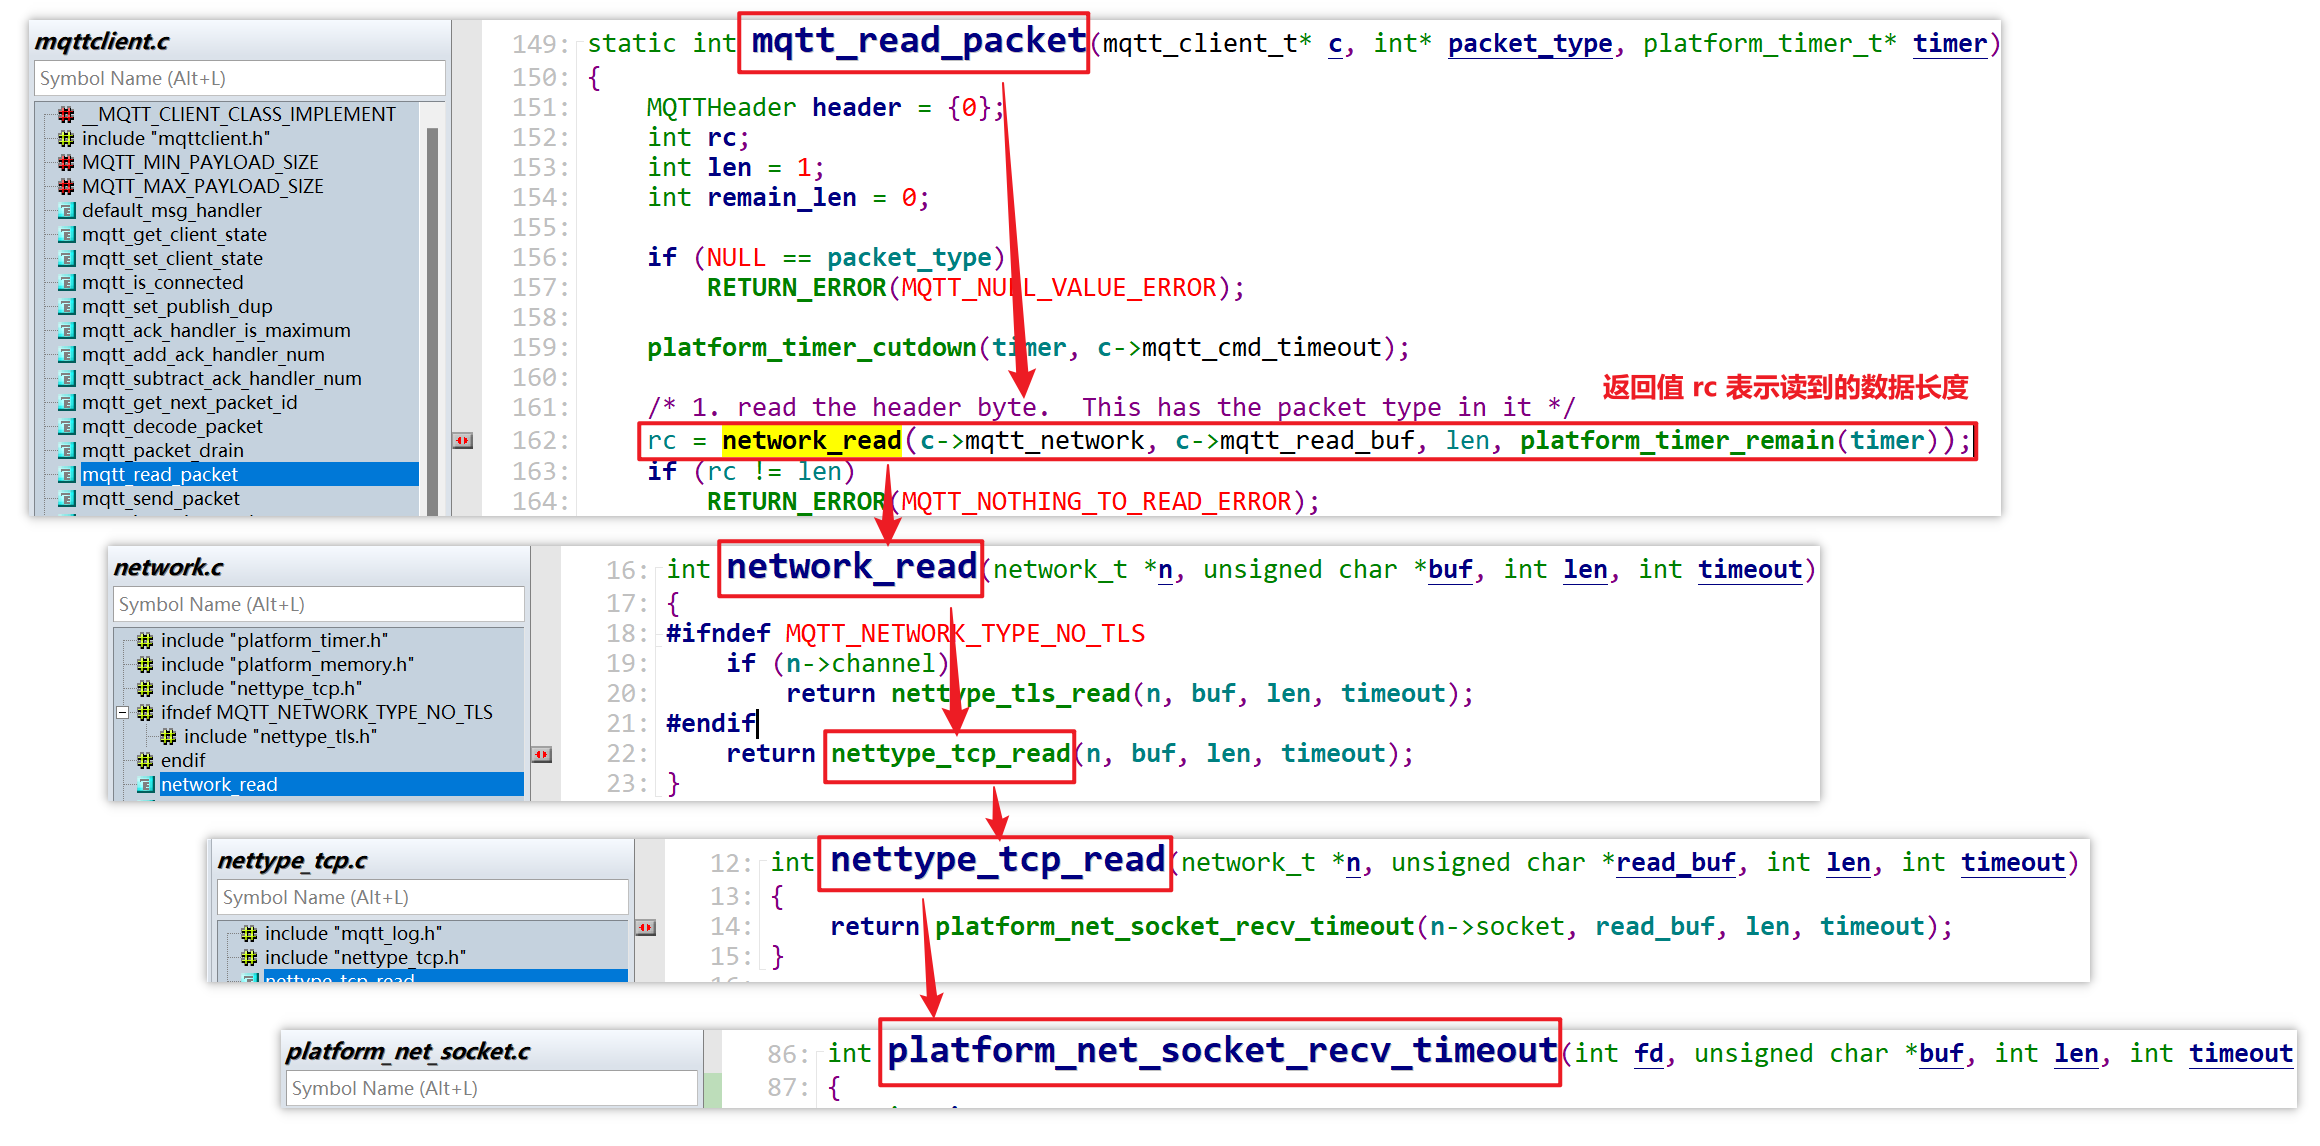 mqttclient.c
Symbol Name (Alt+L)
__MQTT_CLIENT_CLASS_IMPLEMENT
include "mqttclient.h"
MQTT_MIN_PAYLOAD_SIZE
MQTT_MAX_PAYLOAD_SIZE
default_msg_handler
mqtt_get_client_state
mqtt_set_client_state
mqtt_is_connected
mqtt_set_publish_dup
mqtt_ack_handler_is_maximum
mqtt_add_ack_handler_num
mqtt_subtract_ack_handler_num
mqtt_get_next_packet_id
mqtt_decode_packet
mqtt_packet_drain
mqtt_read_packet
mqtt_send_packet
149: static int mqtt_read_packet(mqtt_client_t* c, int* packet_type, platform_timer_t* timer)
150: {
151: MQTTHeader header = {0};
152: int rc;
153: int len = 1;
154: int remain_len = 0;
155:
156: if (NULL == packet_type)
157: RETURN_ERROR(MQTT_NULL_VALUE_ERROR);
158:
159: platform_timer_cutdown(timer, c->mqtt_cmd_timeout);
160:
返回值 rc 表示读到的数据长度
161: /* 1. read the header byte.  This has the packet type in it */
162: rc = network_read(c->mqtt_network, c->mqtt_read_buf, len, platform_timer_remain(timer));
163: if (rc != len)
164: RETURN_ERROR(MQTT_NOTHING_TO_READ_ERROR);
network.c
Symbol Name (Alt+L)
include "platform_timer.h"
include "platform_memory.h"
include "nettype_tcp.h"
ifndef MQTT_NETWORK_TYPE_NO_TLS
include "nettype_tls.h"
endif
network_read
16: int network_read(network_t *n, unsigned char *buf, int len, int timeout)
17: {
18: #ifndef MQTT_NETWORK_TYPE_NO_TLS
19: if (n->channel)
20: return nettype_tls_read(n, buf, len, timeout);
21: #endif
22: return nettype_tcp_read(n, buf, len, timeout);
23: }
nettype_tcp.c
Symbol Name (Alt+L)
include "mqtt_log.h"
include "nettype_tcp.h"
nettype_tcp_read
12: int nettype_tcp_read(network_t *n, unsigned char *read_buf, int len, int timeout)
13: {
14: return platform_net_socket_recv_timeout(n->socket, read_buf, len, timeout);
15: }
platform_net_socket.c
Symbol Name (Alt+L)
86: int platform_net_socket_recv_timeout(int fd, unsigned char *buf, int len, int timeout
87: {